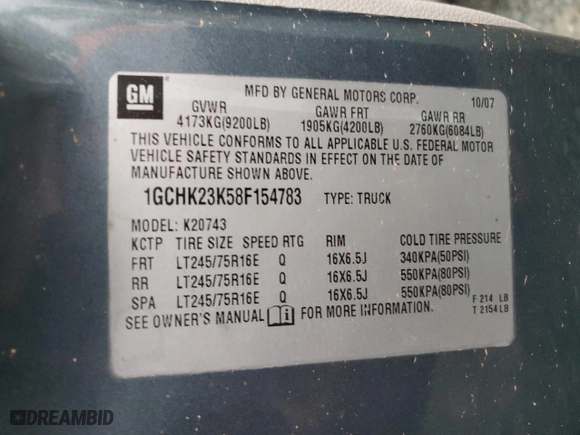 GM
MFD BY GENERAL MOTORS CORP. 10/07
GVWR GAWR FRT GAWR RR
4173KG(9200LB) 1905KG(4200LB) 2760KG(6084LB)
THIS VEHICLE CONFORMS TO ALL APPLICABLE U.S. FEDERAL MOTOR
VEHICLE SAFETY STANDARDS IN EFFECT ON THE DATE OF
MANUFACTURE SHOWN ABOVE.
1GCHK23K58F154783 TYPE: TRUCK
MODEL: K20743
KCTP TIRE SIZE SPEED RTG RIM COLD TIRE PRESSURE
FRT LT245/75R16E Q 16X6.5J 340KPA(50PSI)
RR LT245/75R16E Q 16X6.5J 550KPA(80PSI)
SPA LT245/75R16E Q 16X6.5J 550KPA(80PSI)
F 214 LB
SEE OWNER'S MANUAL i FOR MORE INFORMATION. T 2154 LB
DREAMBID